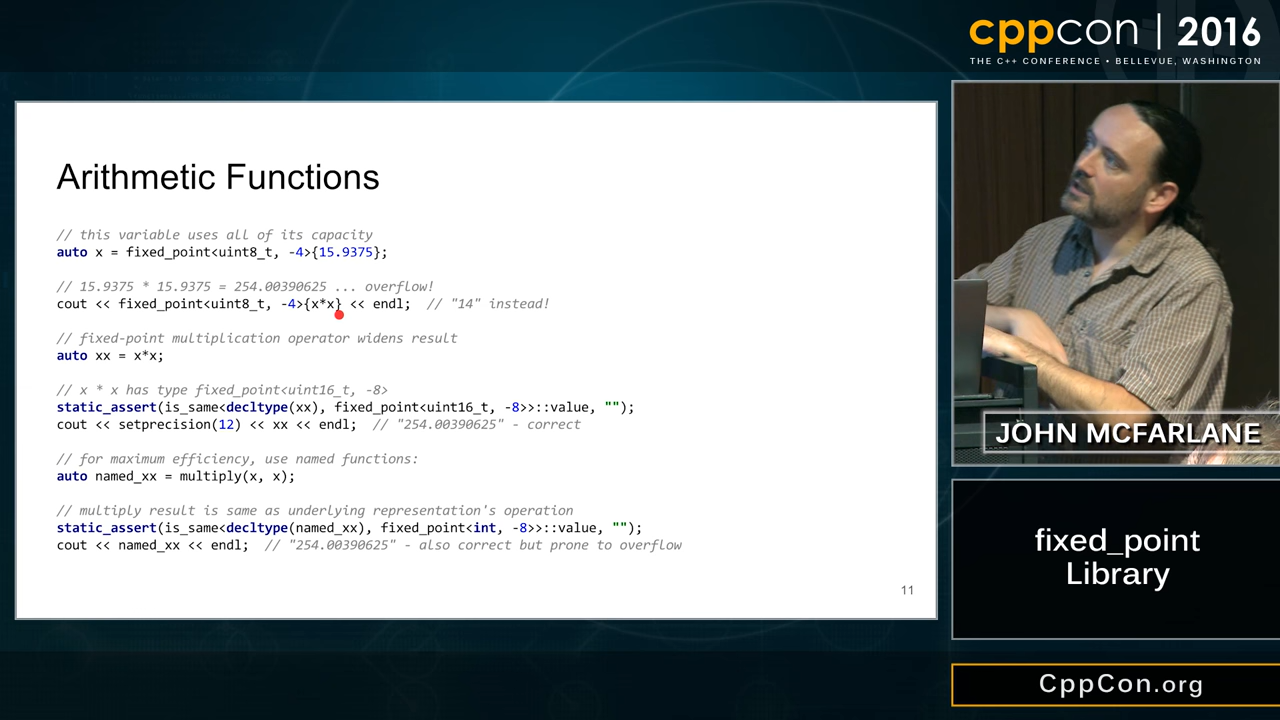 cppcon | 2016
THE C++ CONFERENCE • BELLEVUE, WASHINGTON
Arithmetic Functions
// this variable uses all of its capacity
auto x = fixed_point<uint8_t, -4>{15.9375};
// 15.9375 * 15.9375 = 254.00390625 ... overflow!
cout << fixed_point<uint8_t, -4>{x*x} << endl;  // "14" instead!
// fixed-point multiplication operator widens result
auto xx = x*x;
// x * x has type fixed_point<uint16_t, -8>
static_assert(is_same<decltype(xx), fixed_point<uint16_t, -8>>::value, "");
cout << setprecision(12) << xx << endl;  // "254.00390625" - correct
// for maximum efficiency, use named functions:
auto named_xx = multiply(x, x);
// multiply result is same as underlying representation's operation
static_assert(is_same<decltype(named_xx), fixed_point<int, -8>>::value, "");
cout << named_xx << endl;  // "254.00390625" - also correct but prone to overflow
11
JOHN MCFARLANE
fixed_point
Library
CppCon.org